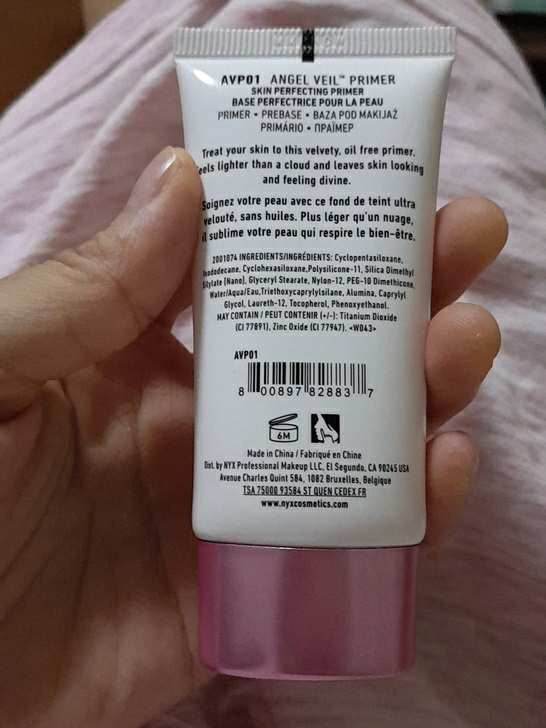 AVP01 ANGEL VEIL™ PRIMER
SKIN PERFECTING PRIMER
BASE PERFECTRICE POUR LA PEAU
PRIMER • PREBASE • BAZA POD MAKIJAŻ
PRIMÁRIO • ПРАЙМЕР
Treat your skin to this velvety, oil free primer.
eels lighter than a cloud and leaves skin looking
and feeling divine.
Soignez votre peau avec ce fond de teint ultra
velouté, sans huiles. Plus léger qu'un nuage,
il sublime votre peau qui respire le bien-être.
2001074 INGREDIENTS/INGRÉDIENTS: Cyclopentasiloxane,
Isododecane, Cyclohexasiloxane,Polysilicone-11, Silica Dimethyl
Silylate (Nano), Glyceryl Stearate, Nylon-12, PEG-10 Dimethicone,
Water/Aqua/Eau,Triethoxycaprylylsilane, Alumina, Caprylyl
Glycol, Laureth-12, Tocopherol, Phenoxyethanol.
MAY CONTAIN / PEUT CONTENIR (+/-): Titanium Dioxide
(CI 77891), Zinc Oxide (CI 77947). <W043>
AVP01
8 00897 82883 7
6M
Made in China / Fabriqué en Chine
Dist. by NYX Professional Makeup LLC, El Segundo, CA 90245 USA
Avenue Charles Quint 584, 1082 Bruxelles, Belgique
TSA 75000 93584 ST OUEN CEDEX FR
www.nyxcosmetics.com